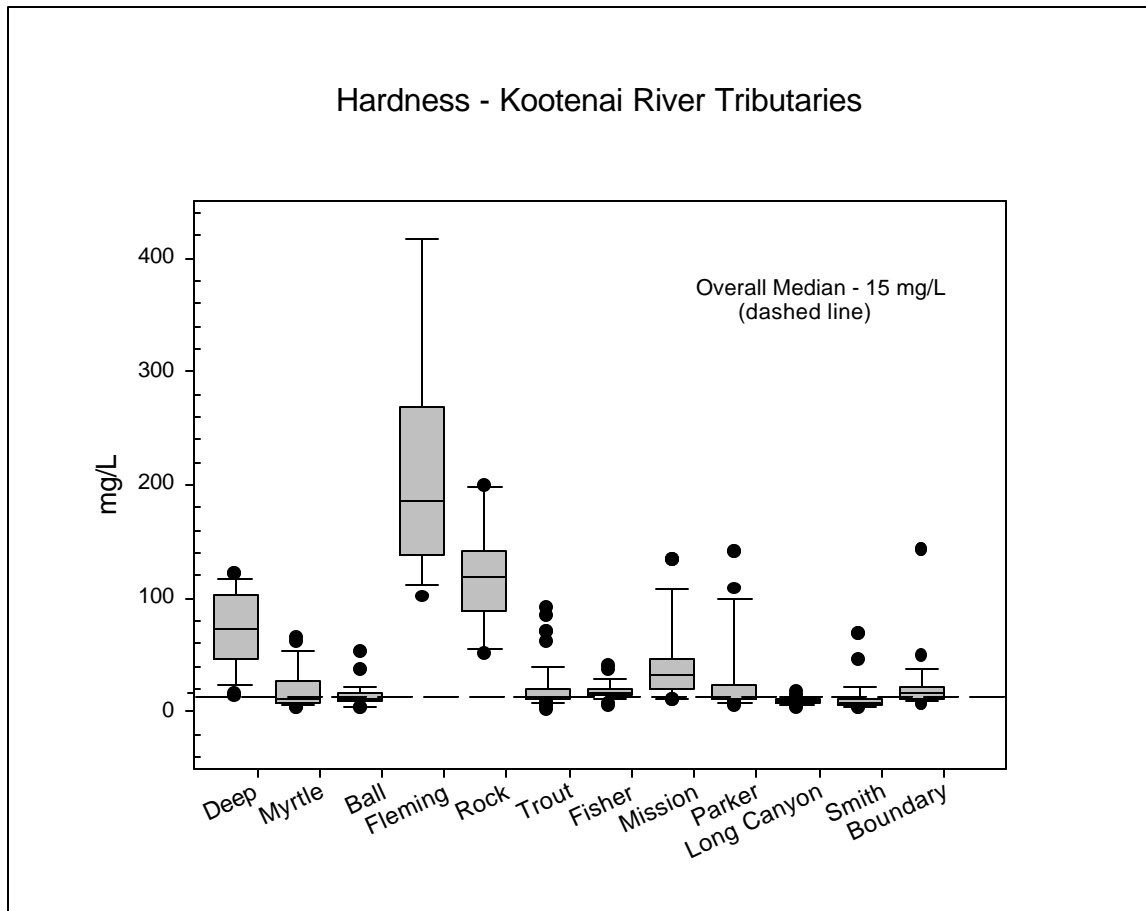 Hardness - Kootenai River Tributaries
Overall Median - 15 mg/L
(dashed line)
mg/L
400
300
200
100
0
Deep
Myrtle
Ball
Fleming
Rock
Trout
Fisher
Mission
Parker
Long Canyon
Smith
Boundary